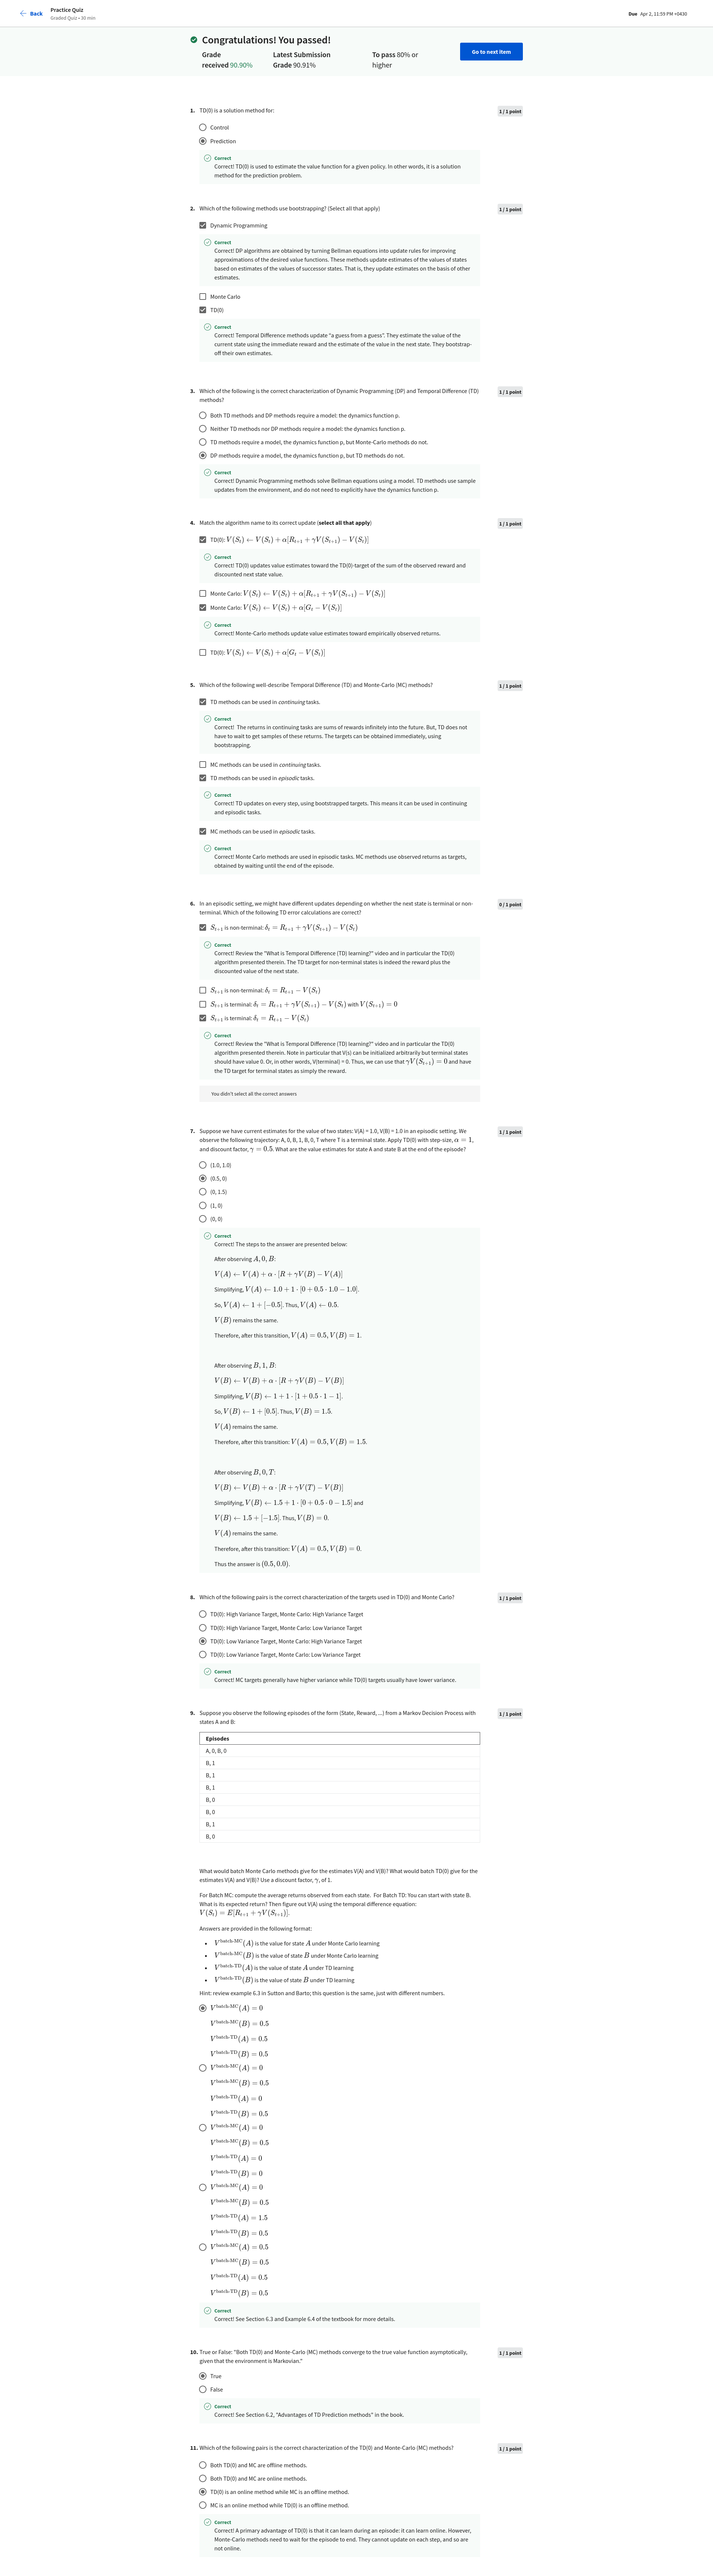 Back
Practice Quiz
Graded Quiz • 30 min
Due Apr 2, 11:59 PM +0430
Congratulations! You passed!
Grade
received 90.90%
Latest Submission
Grade 90.91%
To pass 80% or
higher
Go to next item
1. TD(0) is a solution method for:
1 / 1 point
Control
Prediction
Correct
Correct! TD(0) is used to estimate the value function for a given policy. In other words, it is a solution
method for the prediction problem.
2. Which of the following methods use bootstrapping? (Select all that apply)
1 / 1 point
Dynamic Programming
Correct
Correct! DP algorithms are obtained by turning Bellman equations into update rules for improving
approximations of the desired value functions. These methods update estimates of the values of states
based on estimates of the values of successor states. That is, they update estimates on the basis of other
estimates.
Monte Carlo
TD(0)
Correct
Correct! Temporal Difference methods update "a guess from a guess". They estimate the value of the
current state using the immediate reward and the estimate of the value in the next state. They bootstrap-
off their own estimates.
3. Which of the following is the correct characterization of Dynamic Programming (DP) and Temporal Difference (TD)
methods?
1 / 1 point
Both TD methods and DP methods require a model: the dynamics function p.
Neither TD methods nor DP methods require a model: the dynamics function p.
TD methods require a model, the dynamics function p, but Monte-Carlo methods do not.
DP methods require a model, the dynamics function p, but TD methods do not.
Correct
Correct! Dynamic Programming methods solve Bellman equations using a model. TD methods use sample
updates from the environment, and do not need to explicitly have the dynamics function p.
4. Match the algorithm name to its correct update (select all that apply)
1 / 1 point
TD(0): V(S_t) ← V(S_t) + α[R_{t+1} + γV(S_{t+1}) − V(S_t)]
Correct
Correct! TD(0) updates value estimates toward the TD(0)-target of the sum of the observed reward and
discounted next state value.
Monte Carlo: V(S_t) ← V(S_t) + α[R_{t+1} + γV(S_{t+1}) − V(S_t)]
Monte Carlo: V(S_t) ← V(S_t) + α[G_t − V(S_t)]
Correct
Correct! Monte-Carlo methods update value estimates toward empirically observed returns.
TD(0): V(S_t) ← V(S_t) + α[G_t − V(S_t)]
5. Which of the following well-describe Temporal Difference (TD) and Monte-Carlo (MC) methods?
1 / 1 point
TD methods can be used in continuing tasks.
Correct
Correct! The returns in continuing tasks are sums of rewards infinitely into the future. But, TD does not
have to wait to get samples of these returns. The targets can be obtained immediately, using
bootstrapping.
MC methods can be used in continuing tasks.
TD methods can be used in episodic tasks.
Correct
Correct! TD updates on every step, using bootstrapped targets. This means it can be used in continuing
and episodic tasks.
MC methods can be used in episodic tasks.
Correct
Correct! Monte Carlo methods are used in episodic tasks. MC methods use observed returns as targets,
obtained by waiting until the end of the episode.
6. In an episodic setting, we might have different updates depending on whether the next state is terminal or non-
terminal. Which of the following TD error calculations are correct?
0 / 1 point
S_{t+1} is non-terminal: δ_t = R_{t+1} + γV(S_{t+1}) − V(S_t)
Correct
Correct! Review the "What is Temporal Difference (TD) learning?" video and in particular the TD(0)
algorithm presented therein. The TD target for non-terminal states is indeed the reward plus the
discounted value of the next state.
S_{t+1} is non-terminal: δ_t = R_{t+1} − V(S_t)
S_{t+1} is terminal: δ_t = R_{t+1} + γV(S_{t+1}) − V(S_t) with V(S_{t+1}) = 0
S_{t+1} is terminal: δ_t = R_{t+1} − V(S_t)
Correct
Correct! Review the "What is Temporal Difference (TD) learning?" video and in particular the TD(0)
algorithm presented therein. Note in particular that V(s) can be initialized arbitrarily but terminal states
should have value 0. Or, in other words, V(terminal) = 0. Thus, we can use that γV(S_{t+1}) = 0 and have
the TD target for terminal states as simply the reward.
You didn't select all the correct answers
7. Suppose we have current estimates for the value of two states: V(A) = 1.0, V(B) = 1.0 in an episodic setting. We
observe the following trajectory: A, 0, B, 1, B, 0, T where T is a terminal state. Apply TD(0) with step-size, α = 1,
and discount factor, γ = 0.5. What are the value estimates for state A and state B at the end of the episode?
1 / 1 point
(1.0, 1.0)
(0.5, 0)
(0, 1.5)
(1, 0)
(0, 0)
Correct
Correct! The steps to the answer are presented below:
After observing A, 0, B:
V(A) ← V(A) + α · [R + γV(B) − V(A)]
Simplifying, V(A) ← 1.0 + 1 · [0 + 0.5 · 1.0 − 1.0].
So, V(A) ← 1 + [−0.5]. Thus, V(A) ← 0.5.
V(B) remains the same.
Therefore, after this transition, V(A) = 0.5, V(B) = 1.
After observing B, 1, B:
V(B) ← V(B) + α · [R + γV(B) − V(B)]
Simplifying, V(B) ← 1 + 1 · [1 + 0.5 · 1 − 1].
So, V(B) ← 1 + [0.5]. Thus, V(B) = 1.5.
V(A) remains the same.
Therefore, after this transition: V(A) = 0.5, V(B) = 1.5.
After observing B, 0, T:
V(B) ← V(B) + α · [R + γV(T) − V(B)]
Simplifying, V(B) ← 1.5 + 1 · [0 + 0.5 · 0 − 1.5] and
V(B) ← 1.5 + [−1.5]. Thus, V(B) = 0.
V(A) remains the same.
Therefore, after this transition: V(A) = 0.5, V(B) = 0.
Thus the answer is (0.5, 0.0).
8. Which of the following pairs is the correct characterization of the targets used in TD(0) and Monte Carlo?
1 / 1 point
TD(0): High Variance Target, Monte Carlo: High Variance Target
TD(0): High Variance Target, Monte Carlo: Low Variance Target
TD(0): Low Variance Target, Monte Carlo: High Variance Target
TD(0): Low Variance Target, Monte Carlo: Low Variance Target
Correct
Correct! MC targets generally have higher variance while TD(0) targets usually have lower variance.
9. Suppose you observe the following episodes of the form (State, Reward, ...) from a Markov Decision Process with
states A and B:
1 / 1 point
Episodes
A, 0, B, 0
B, 1
B, 1
B, 1
B, 0
B, 0
B, 1
B, 0
What would batch Monte Carlo methods give for the estimates V(A) and V(B)? What would batch TD(0) give for the
estimates V(A) and V(B)? Use a discount factor, γ, of 1.
For Batch MC: compute the average returns observed from each state. For Batch TD: You can start with state B.
What is its expected return? Then figure out V(A) using the temporal difference equation:
V(S_t) = E[R_{t+1} + γV(S_{t+1})].
Answers are provided in the following format:
• V^{batch-MC}(A) is the value for state A under Monte Carlo learning
• V^{batch-MC}(B) is the value of state B under Monte Carlo learning
• V^{batch-TD}(A) is the value of state A under TD learning
• V^{batch-TD}(B) is the value of state B under TD learning
Hint: review example 6.3 in Sutton and Barto; this question is the same, just with different numbers.
V^{batch-MC}(A) = 0
V^{batch-MC}(B) = 0.5
V^{batch-TD}(A) = 0.5
V^{batch-TD}(B) = 0.5
V^{batch-MC}(A) = 0
V^{batch-MC}(B) = 0.5
V^{batch-TD}(A) = 0
V^{batch-TD}(B) = 0.5
V^{batch-MC}(A) = 0
V^{batch-MC}(B) = 0.5
V^{batch-TD}(A) = 0
V^{batch-TD}(B) = 0
V^{batch-MC}(A) = 0
V^{batch-MC}(B) = 0.5
V^{batch-TD}(A) = 1.5
V^{batch-TD}(B) = 0.5
V^{batch-MC}(A) = 0.5
V^{batch-MC}(B) = 0.5
V^{batch-TD}(A) = 0.5
V^{batch-TD}(B) = 0.5
Correct
Correct! See Section 6.3 and Example 6.4 of the textbook for more details.
10. True or False: "Both TD(0) and Monte-Carlo (MC) methods converge to the true value function asymptotically,
given that the environment is Markovian."
1 / 1 point
True
False
Correct
Correct! See Section 6.2, "Advantages of TD Prediction methods" in the book.
11. Which of the following pairs is the correct characterization of the TD(0) and Monte-Carlo (MC) methods?
1 / 1 point
Both TD(0) and MC are offline methods.
Both TD(0) and MC are online methods.
TD(0) is an online method while MC is an offline method.
MC is an online method while TD(0) is an offline method.
Correct
Correct! A primary advantage of TD(0) is that it can learn during an episode: it can learn online. However,
Monte-Carlo methods need to wait for the episode to end. They cannot update on each step, and so are
not online.